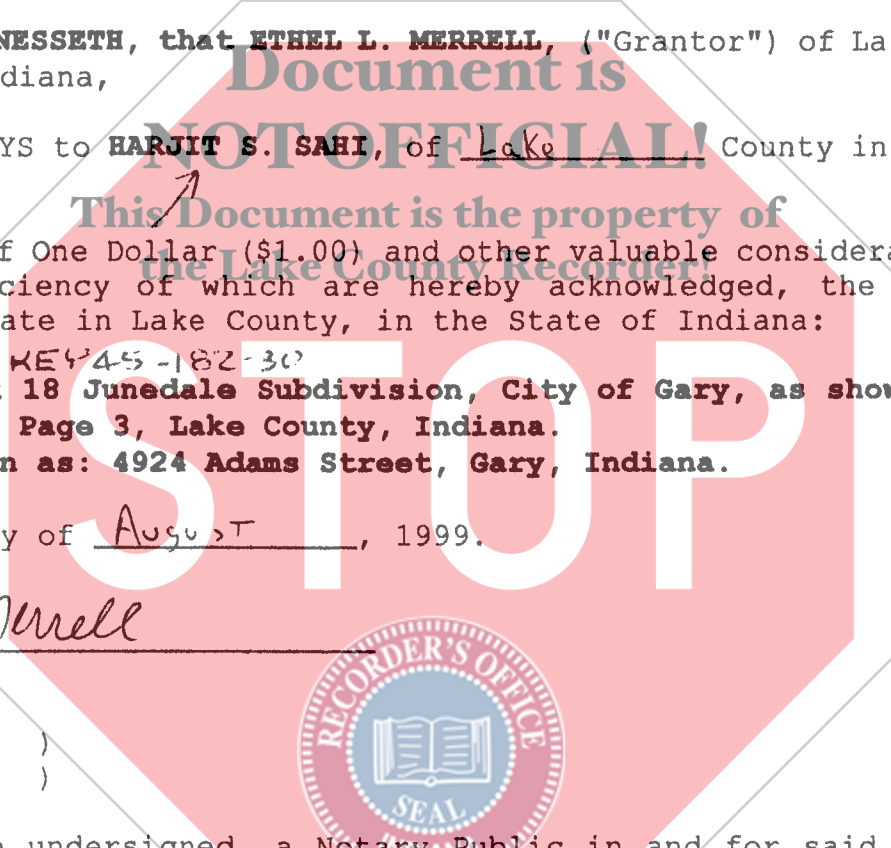 NESSETH, that ETHEL L. MERRELL, ("Grantor") of La
diana,
Document is
YS to HARJIT S. SAHI, of Lake County in
NOT OFFICIAL!
This Document is the property of
f One Dollar ($1.00) and other valuable considera
the Lake County Recorder!
ciency of which are hereby acknowledged, the
ate in Lake County, in the State of Indiana:
KEY 45-182-30
18 Junedale Subdivision, City of Gary, as show
Page 3, Lake County, Indiana.
n as: 4924 Adams Street, Gary, Indiana.
STOP
y of August, 1999.
Merrell
RECORDER'S OFFICE
)
)
SEAL
undersigned, a Notary Public in and for said